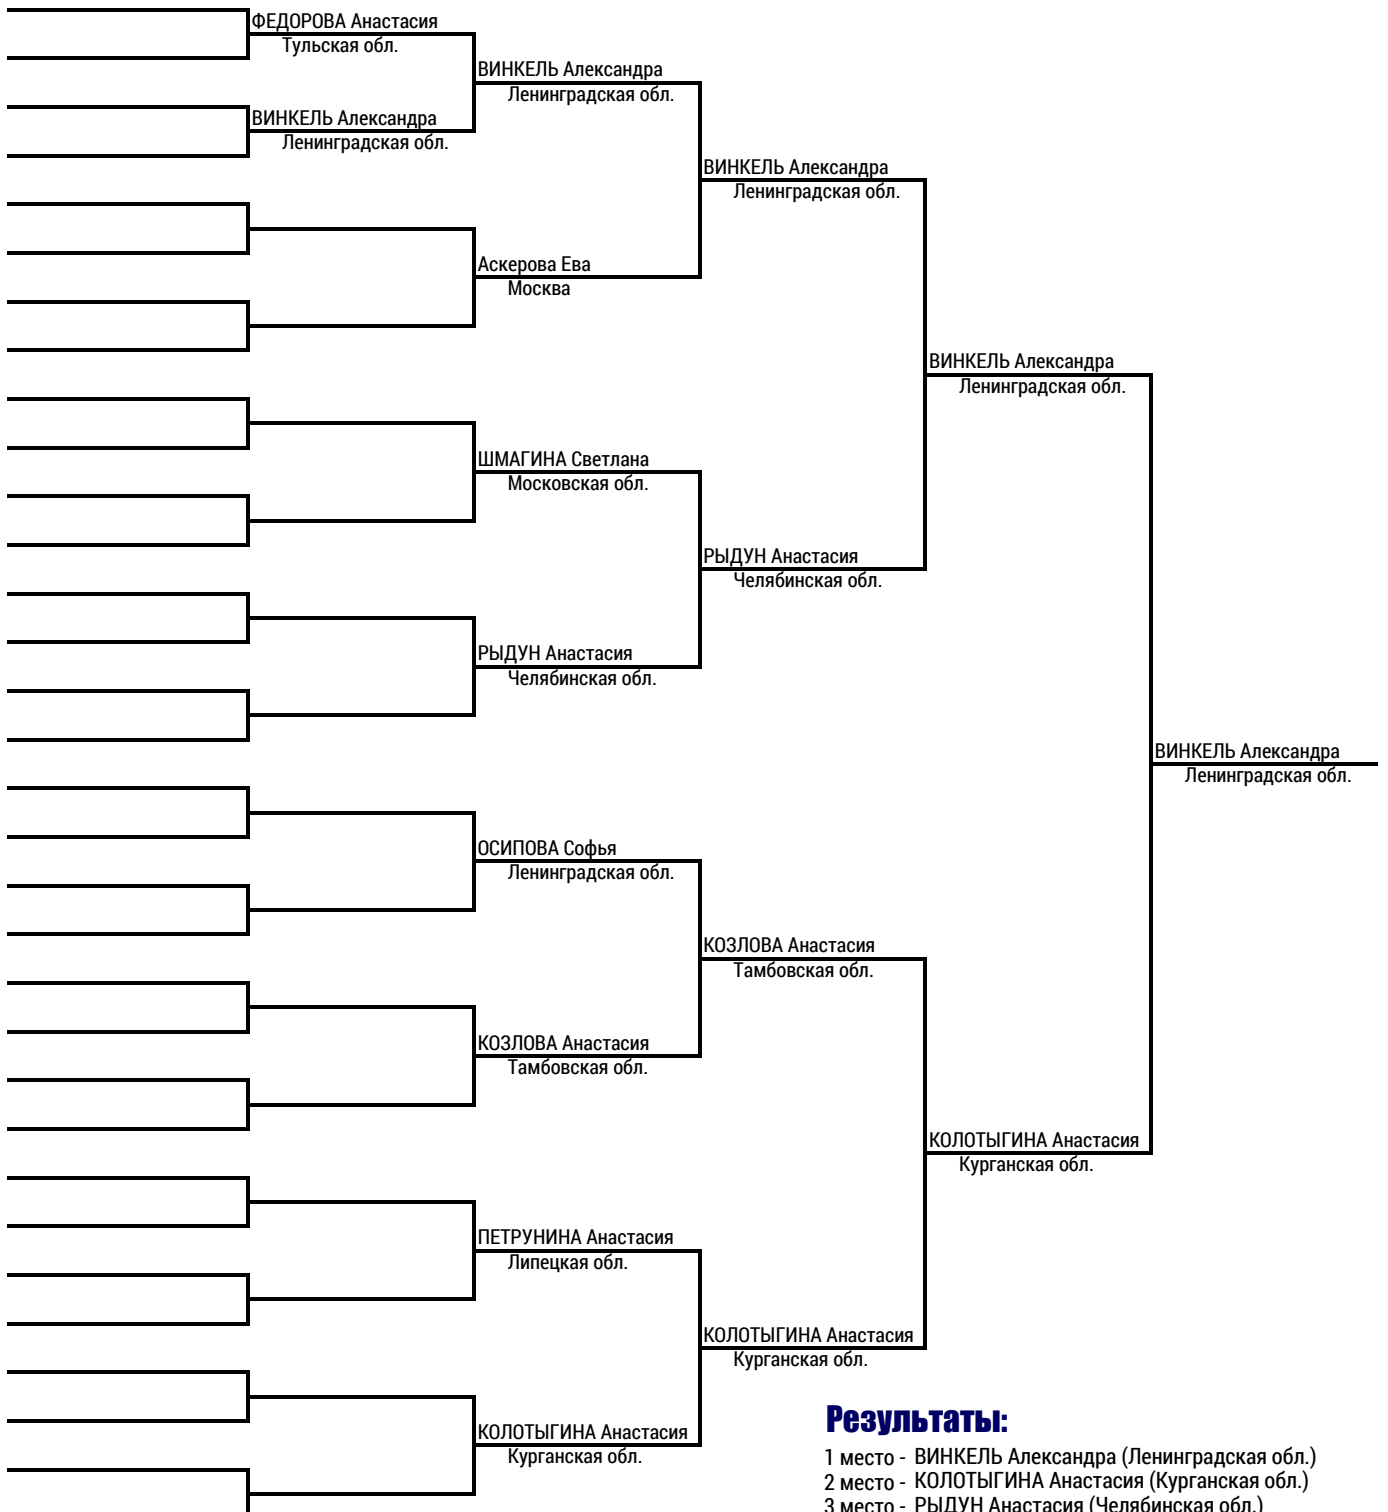 ФЕДОРОВА Анастасия
Тульская обл.
ВИНКЕЛЬ Александра
Ленинградская обл.
ВИНКЕЛЬ Александра
Ленинградская обл.
ВИНКЕЛЬ Александра
Ленинградская обл.
Аскерова Ева
Москва
ВИНКЕЛЬ Александра
Ленинградская обл.
ШМАГИНА Светлана
Московская обл.
РЫДУН Анастасия
Челябинская обл.
РЫДУН Анастасия
Челябинская обл.
ВИНКЕЛЬ Александра
Ленинградская обл.
ОСИПОВА Софья
Ленинградская обл.
КОЗЛОВА Анастасия
Тамбовская обл.
КОЗЛОВА Анастасия
Тамбовская обл.
КОЛОТЫГИНА Анастасия
Курганская обл.
ПЕТРУНИНА Анастасия
Липецкая обл.
КОЛОТЫГИНА Анастасия
Курганская обл.
КОЛОТЫГИНА Анастасия
Курганская обл.
Результаты:
1 место - ВИНКЕЛЬ Александра (Ленинградская обл.)
2 место - КОЛОТЫГИНА Анастасия (Курганская обл.)
3 место - РЫДУН Анастасия (Челябинская обл.)